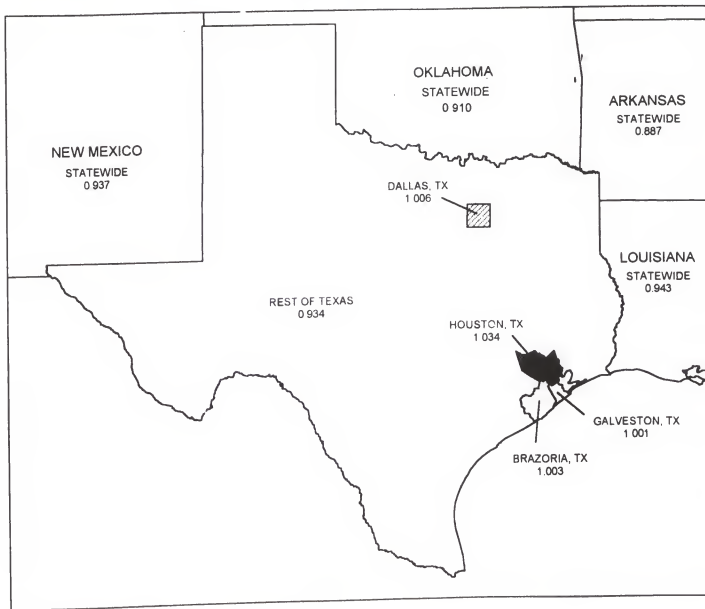 OKLAHOMA
STATEWIDE
0 910
ARKANSAS
STATEWIDE
0.887
NEW MEXICO
STATEWIDE
0 937
DALLAS, TX
1 006
LOUISIANA
STATEWIDE
0.943
REST OF TEXAS
0 934
HOUSTON, TX
1 034
GALVESTON, TX
1 001
BRAZORIA, TX
1.003